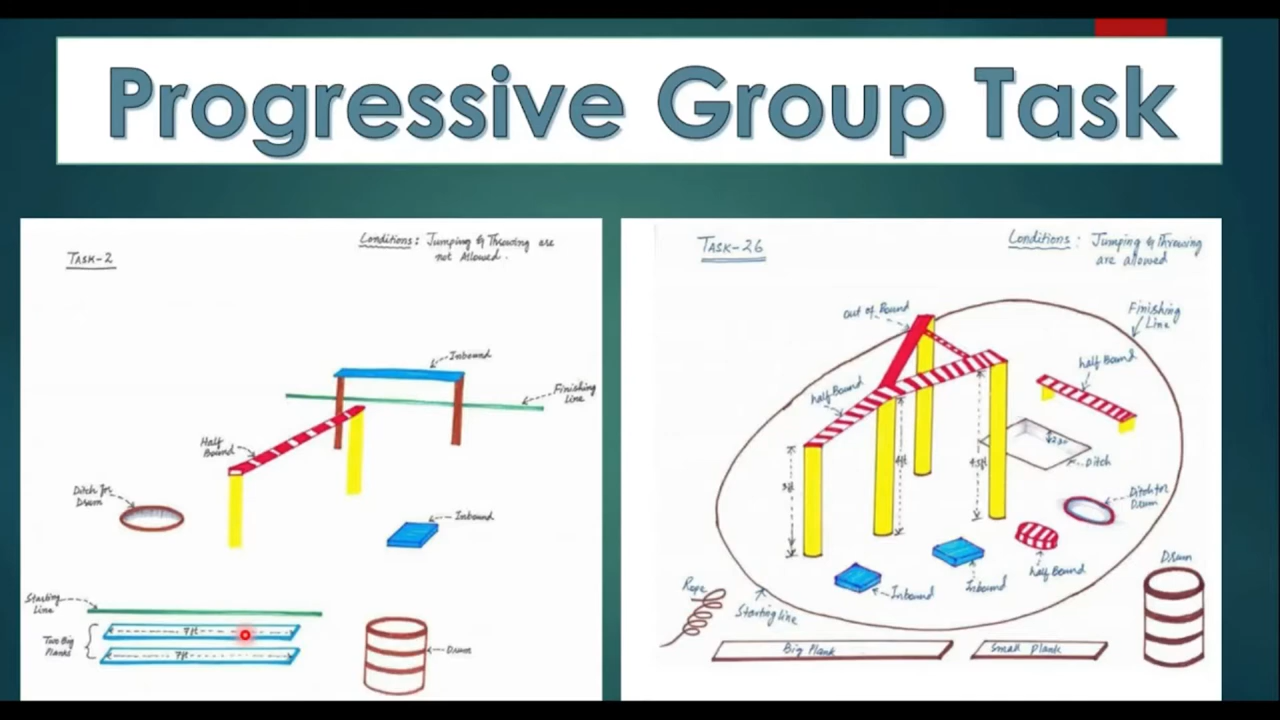 Progressive Group Task
TASK-2
Conditions: Jumping & Throwing are
not Allowed.
Inbound
Finishing
line
Half
Bound
Ditch for
Drum
Inbound
Starting
line
Two Big
Planks
7ft
7ft
Drum
TASK-26
Conditions: Jumping & Throwing
are allowed
out of Bound
Finishing
Line
half Bound
half Bound
3ft
4ft
4.5ft
Ditch
Ditch for
Drum
half Bound
Inbound
Inbound
Rope
Starting line
Drum
Big Plank
Small Plank